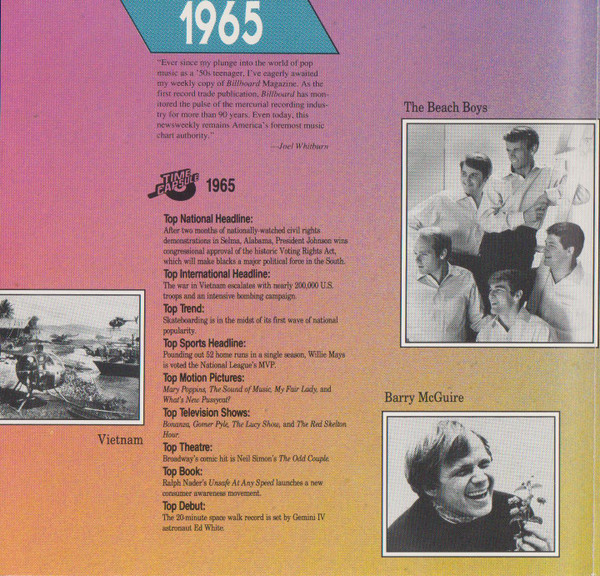 1965
"Ever since my plunge into the world of pop
music as a '50s teenager, I've eagerly awaited
my weekly copy of Billboard Magazine. As the
first record trade publication, Billboard has mon-
itored the pulse of the mercurial recording indus-
try for more than 90 years. Even today, this
newsweekly remains America's foremost music
chart authority."
—Joel Whitburn
TIME CAPSULE 1965
Top National Headline:
After two months of nationally-watched civil rights
demonstrations in Selma, Alabama, President Johnson wins
congressional approval of the historic Voting Rights Act,
which will make blacks a major political force in the South.
Top International Headline:
The war in Vietnam escalates with nearly 200,000 U.S.
troops and an intensive bombing campaign.
Top Trend:
Skateboarding is in the midst of its first wave of national
popularity.
Top Sports Headline:
Pounding out 52 home runs in a single season, Willie Mays
is voted the National League's MVP.
Top Motion Pictures:
Mary Poppins, The Sound of Music, My Fair Lady, and
What's New Pussycat?
Top Television Shows:
Bonanza, Gomer Pyle, The Lucy Show, and The Red Skelton
Hour.
Top Theatre:
Broadway's comic hit is Neil Simon's The Odd Couple.
Top Book:
Ralph Nader's Unsafe At Any Speed launches a new
consumer awareness movement.
Top Debut:
The 20-minute space walk record is set by Gemini IV
astronaut Ed White.
Vietnam
The Beach Boys
Barry McGuire